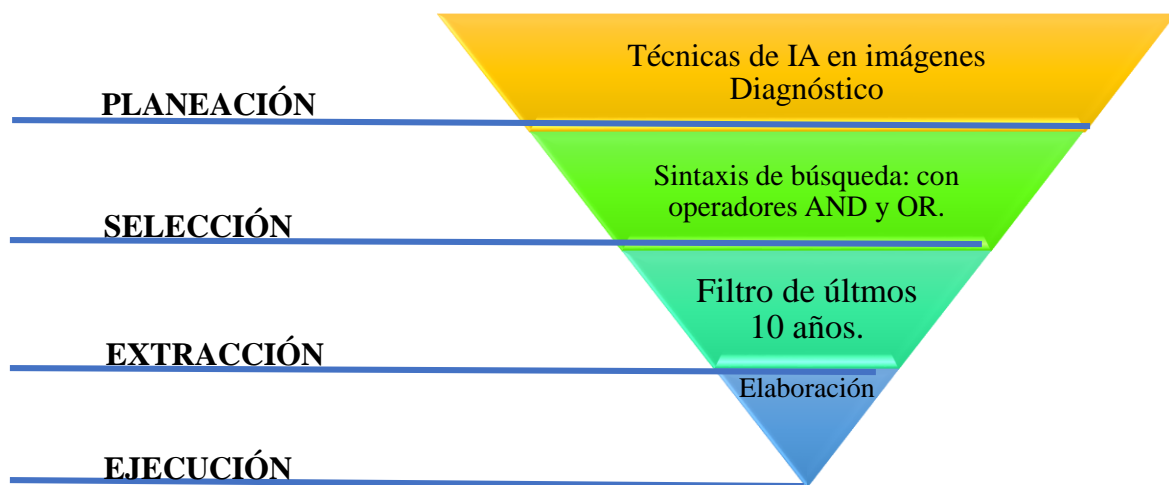 Técnicas de IA en imágenes
Diagnóstico
PLANEACIÓN
Sintaxis de búsqueda: con
operadores AND y OR.
SELECCIÓN
Filtro de últmos
10 años.
EXTRACCIÓN
Elaboración
EJECUCIÓN